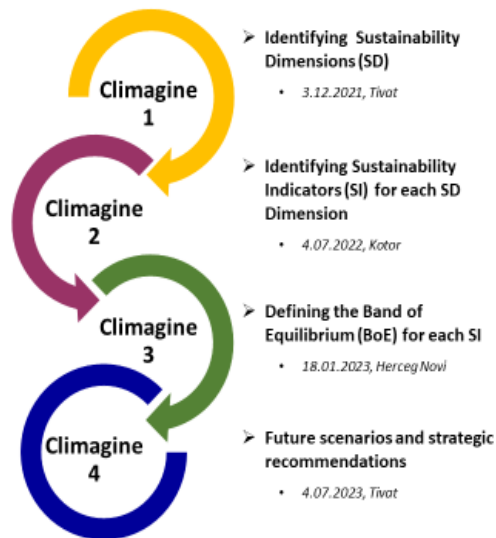 Climagine
1
➢ Identifying Sustainability
Dimensions (SD)
• 3.12.2021, Tivat
Climagine
2
➢ Identifying Sustainability
Indicators (SI) for each SD
Dimension
• 4.07.2022, Kotor
Climagine
3
➢ Defining the Band of
Equilibrium (BoE) for each SI
• 18.01.2023, Herceg Novi
Climagine
4
➢ Future scenarios and strategic
recommendations
• 4.07.2023, Tivat